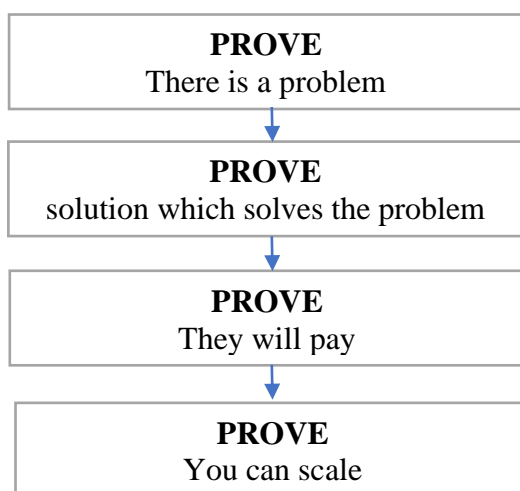 PROVE
There is a problem
PROVE
solution which solves the problem
PROVE
They will pay
PROVE
You can scale